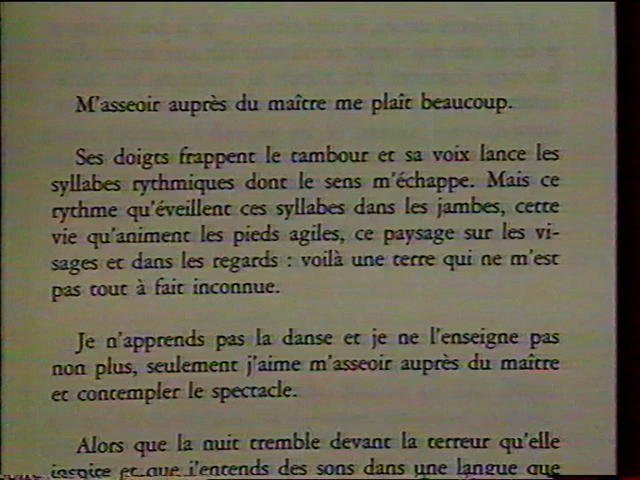 M'asseoir auprès du maître me plaît beaucoup.
Ses doigts frappent le tambour et sa voix lance les
syllabes rythmiques dont le sens m'échappe. Mais ce
rythme qu'éveillent ces syllabes dans les jambes, cette
vie qu'animent les pieds agiles, ce paysage sur les vi-
sages et dans les regards : voilà une terre qui ne m'est
pas tout à fait inconnue.
Je n'apprends pas la danse et je ne l'enseigne pas
non plus, seulement j'aime m'asseoir auprès du maître
et contempler le spectacle.
Alors que la nuit tremble devant la terreur qu'elle
inspire et que j'entends des sons dans une langue que